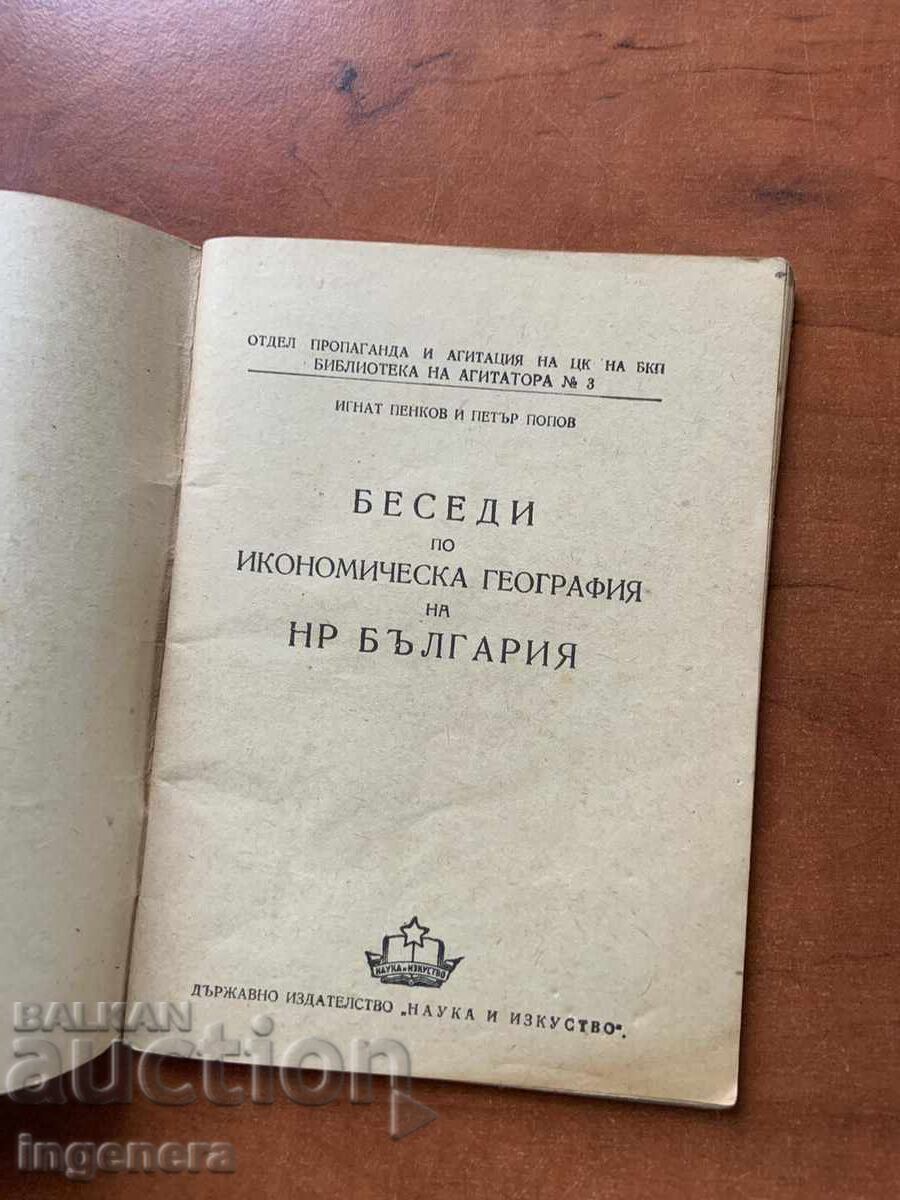 ОТДЕЛ ПРОПАГАНДА И АГИТАЦИЯ НА ЦК НА БКП
БИБЛИОТЕКА НА АГИТАТОРА № 3
ИГНАТ ПЕНКОВ И ПЕТЪР ПОПОВ
БЕСЕДИ
ПО
ИКОНОМИЧЕСКА ГЕОГРАФИЯ
НА
НР БЪЛГАРИЯ
НАУКА И ИЗКУСТВО
ДЪРЖАВНО ИЗДАТЕЛСТВО „НАУКА И ИЗКУСТВО“.
BALKAN
auction
ingenera